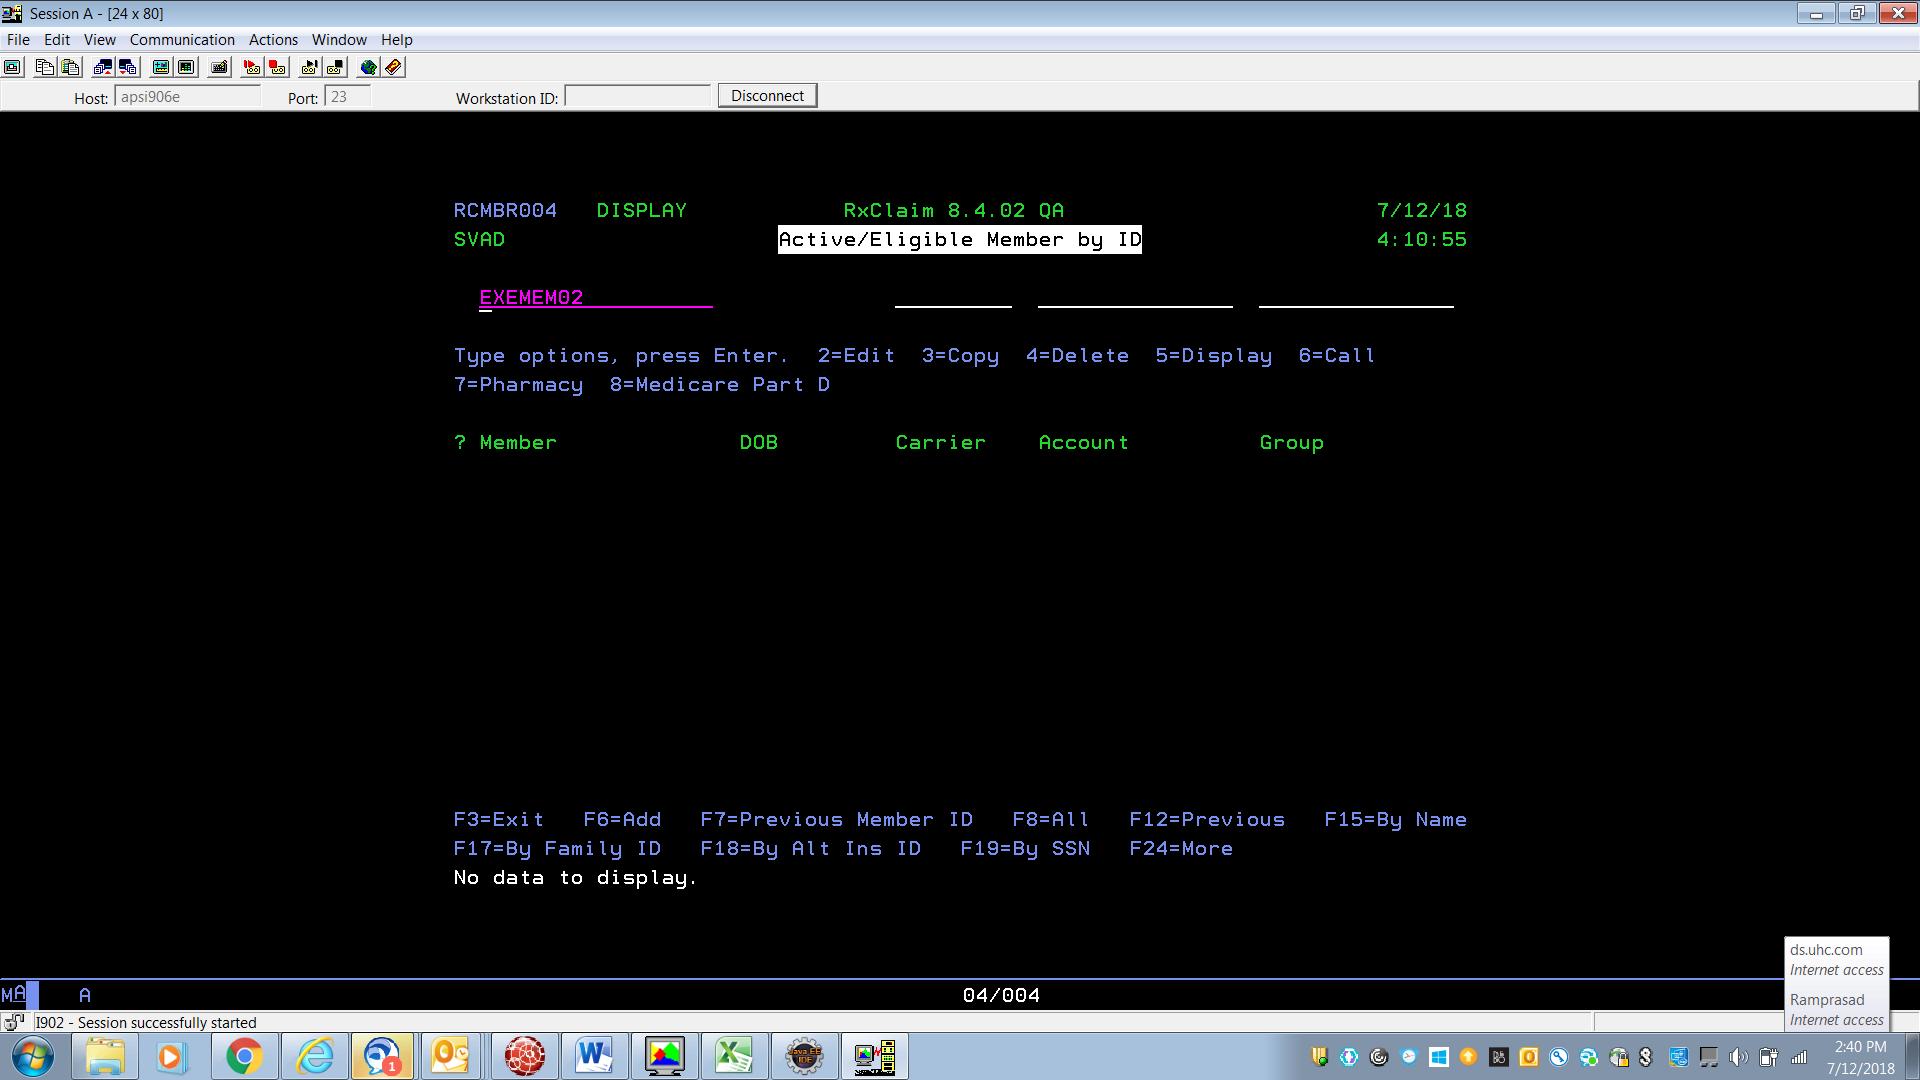 Session A - [24 x 80]
File Edit View Communication Actions Window Help
Host: apsi906e Port: 23 Workstation ID: Disconnect
RCMBR004 DISPLAY RxClaim 8.4.02 QA 7/12/18
SVAD Active/Eligible Member by ID 4:10:55
EXEMEM02
Type options, press Enter. 2=Edit 3=Copy 4=Delete 5=Display 6=Call
7=Pharmacy 8=Medicare Part D
? Member DOB Carrier Account Group
F3=Exit F6=Add F7=Previous Member ID F8=All F12=Previous F15=By Name
F17=By Family ID F18=By Alt Ins ID F19=By SSN F24=More
No data to display.
ds.uhc.com
Internet access
Ramprasad
Internet access
MA A 04/004
I902 - Session successfully started
1
Java EE
IDE
2:40 PM
7/12/2018